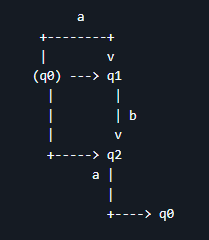 a
+--------+
|        v
(q0) ---> q1
|        |
|        | b
|        v
+-----> q2
a |
|
+----> q0